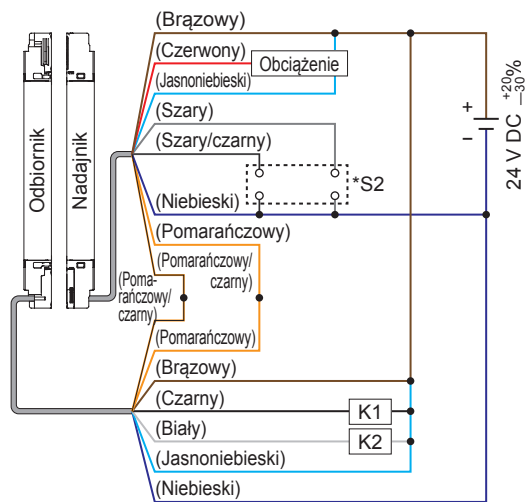 Odbiornik
Nadajnik
(Brązowy)
(Czerwony)
Obciążenie
(Jasnoniebieski)
(Szary)
(Szary/czarny)
*S2
(Niebieski)
+
−
24 V DC +20% −30%
(Pomarańczowy)
(Pomarańczowy/
czarny)
(Poma-
rańczowy/
czarny)
(Pomarańczowy)
(Brązowy)
(Czarny)
K1
(Biały)
K2
(Jasnoniebieski)
(Niebieski)